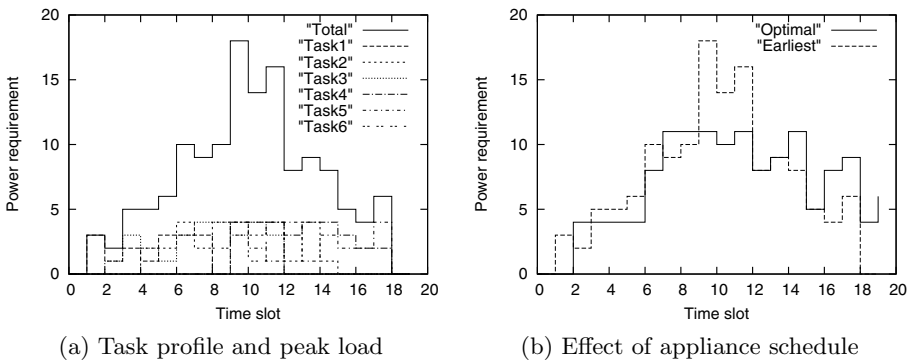 20
15
10
5
0
Power requirement
"Total"
"Task1"
"Task2"
"Task3"
"Task4"
"Task5"
"Task6"
0 2 4 6 8 10 12 14 16 18 20
Time slot
(a) Task profile and peak load
20
15
10
5
0
Power requirement
"Optimal"
"Earliest"
0 2 4 6 8 10 12 14 16 18 20
Time slot
(b) Effect of appliance schedule